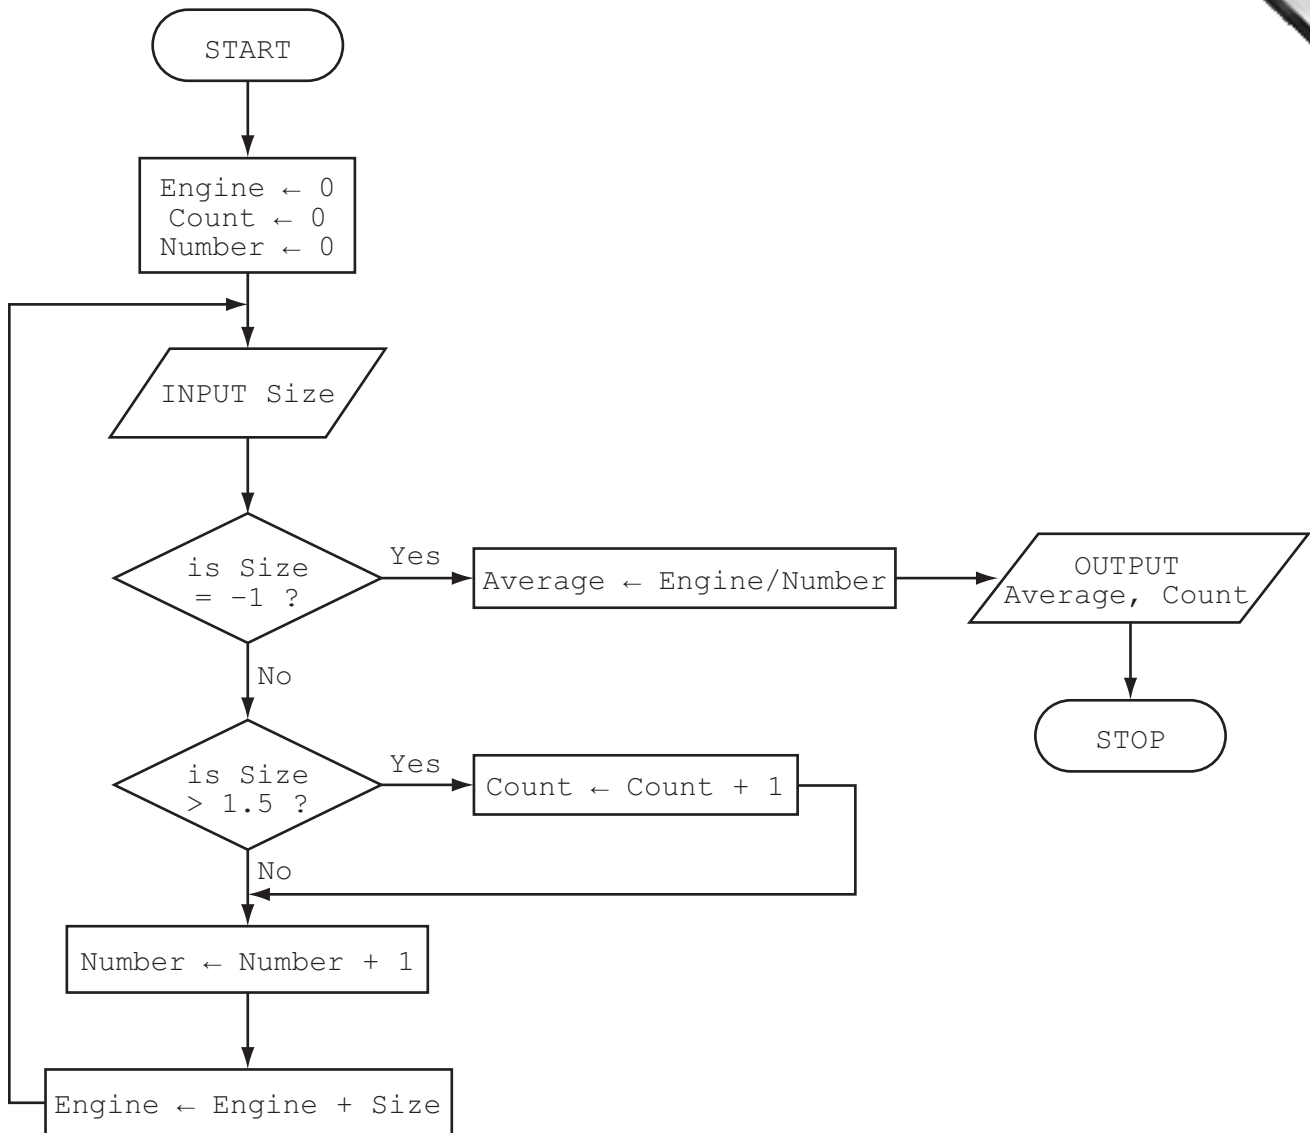 START
Engine ← 0
Count ← 0
Number ← 0
INPUT Size
is Size
= –1 ?
Yes
Average ← Engine/Number
OUTPUT
Average, Count
STOP
No
is Size
> 1.5 ?
Yes
Count ← Count + 1
No
Number ← Number + 1
Engine ← Engine + Size